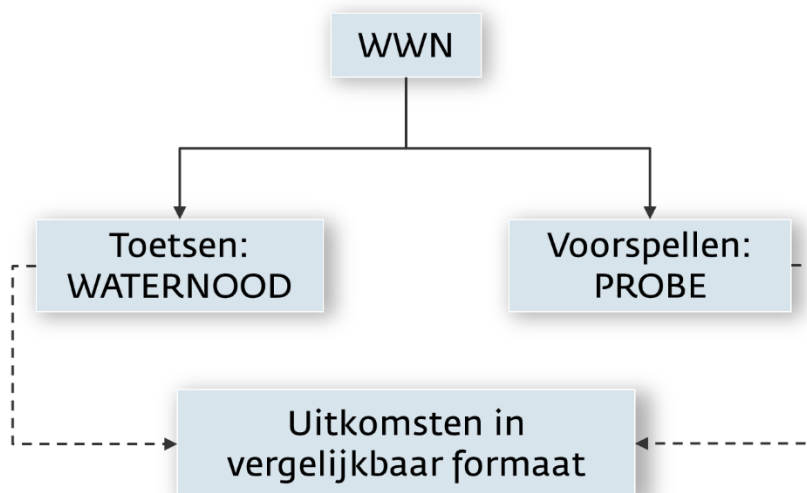 WWN
Toetsen:
WATERNOOD
Voorspellen:
PROBE
Uitkomsten in
vergelijkbaar formaat